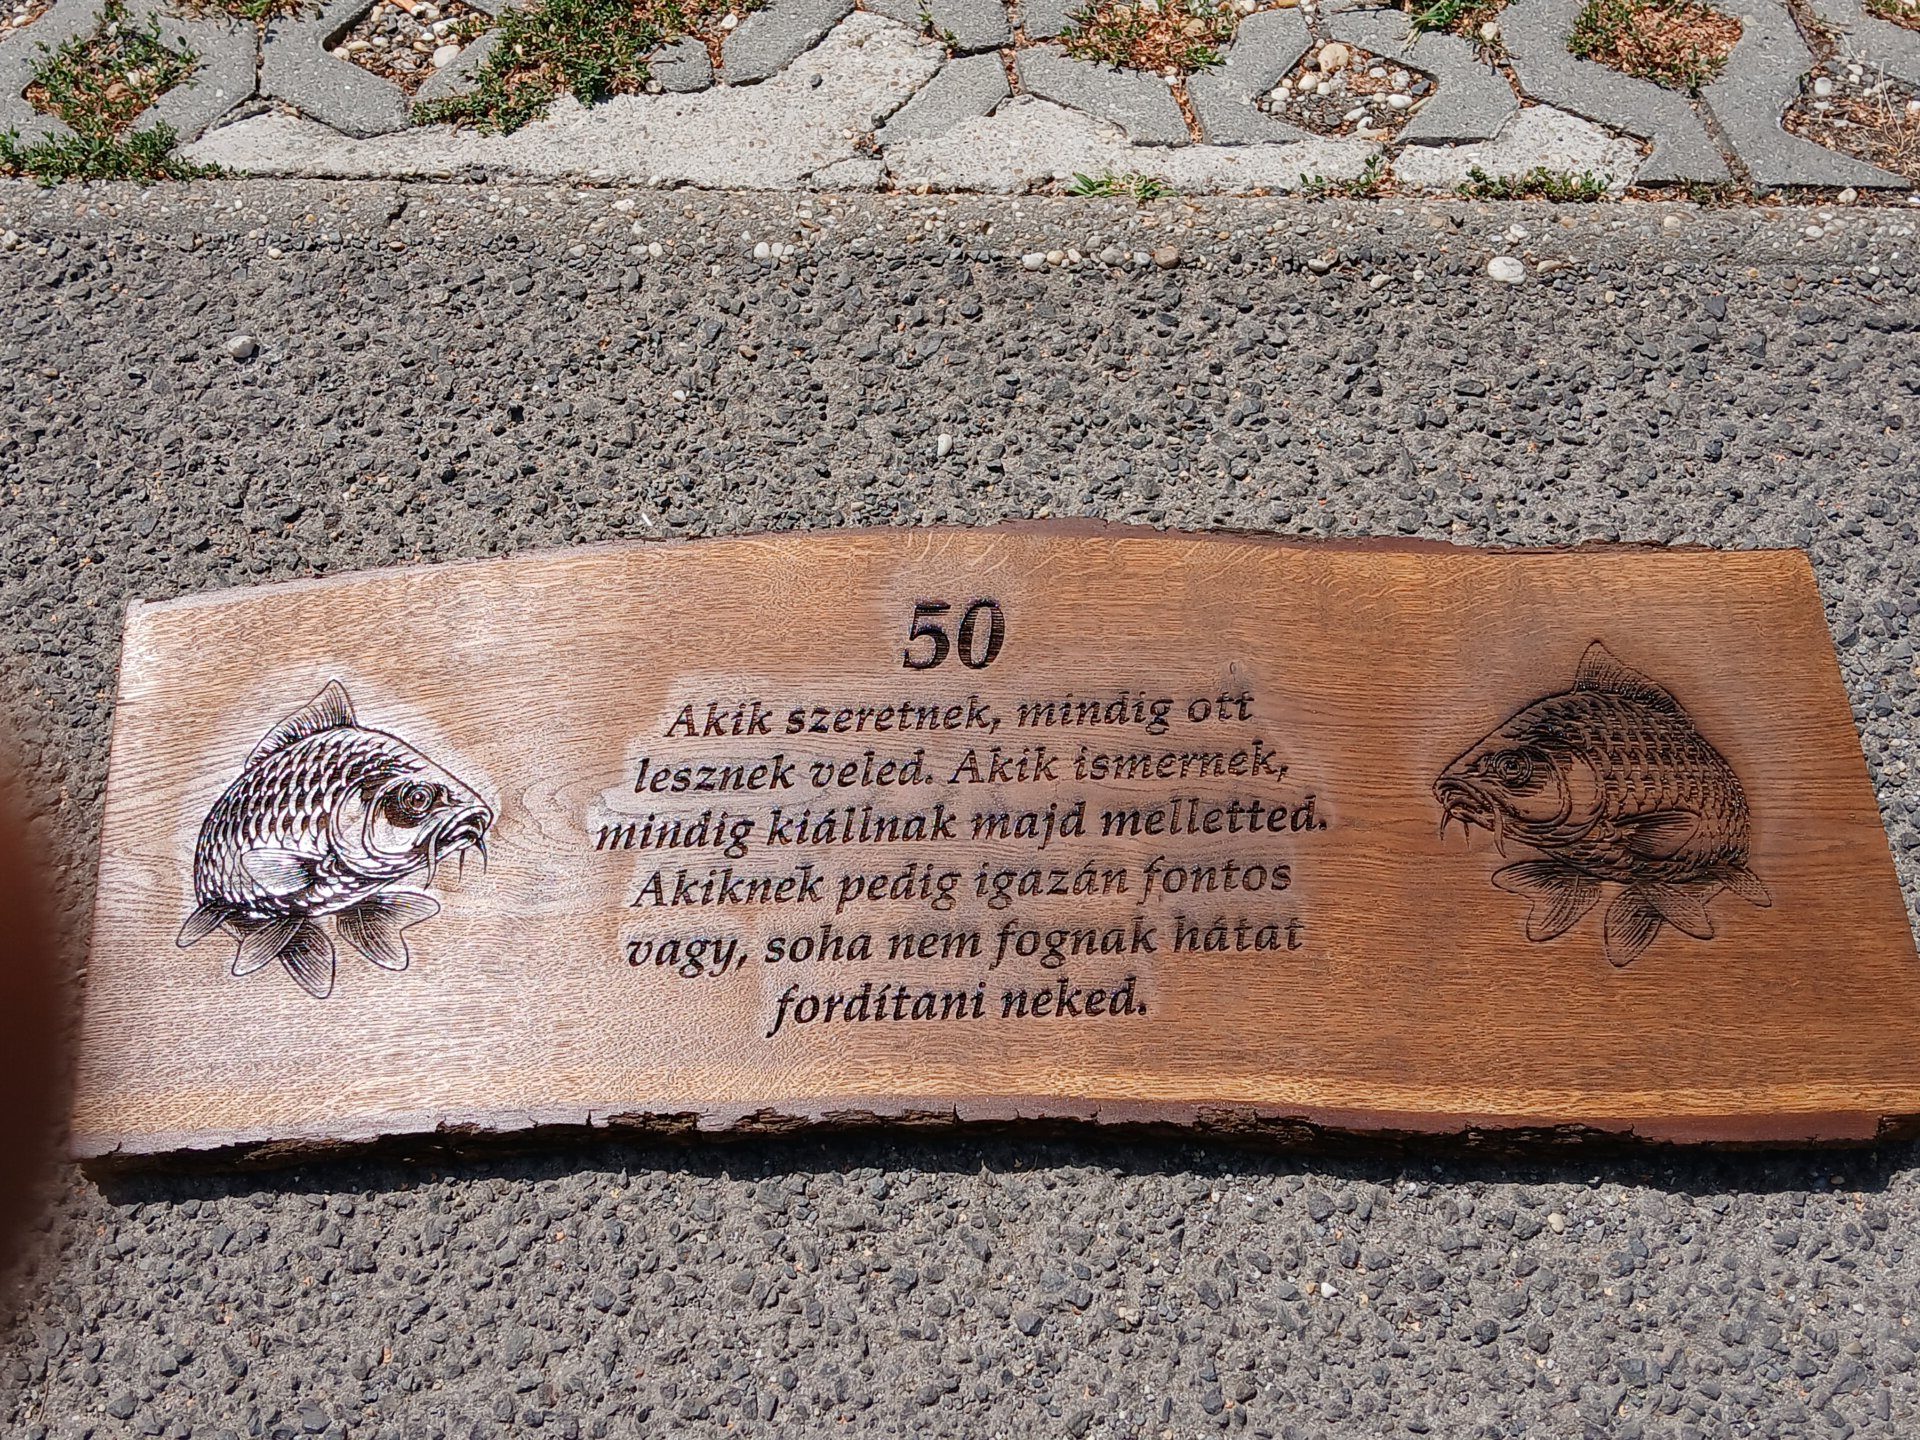 50
Akik szeretnek, mindig ott
lesznek veled. Akik ismernek,
mindig kiállnak majd melletted.
Akiknek pedig igazán fontos
vagy, soha nem fognak hátat
fordítani neked.